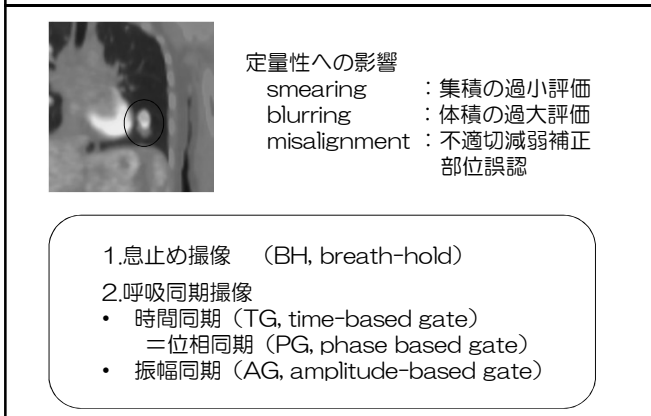 定量性への影響
smearing ：集積の過小評価
blurring ：体積の過大評価
misalignment ：不適切減弱補正
部位誤認
1.息止め撮像 （BH, breath-hold）
2.呼吸同期撮像
• 時間同期（TG, time-based gate）
＝位相同期（PG, phase based gate）
• 振幅同期（AG, amplitude-based gate）